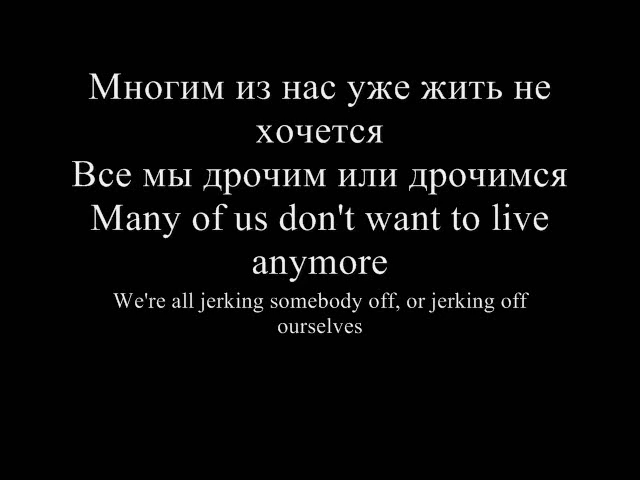 Многим из нас уже жить не
хочется
Все мы дрочим или дрочимся
Many of us don't want to live
anymore
We're all jerking somebody off, or jerking off
ourselves